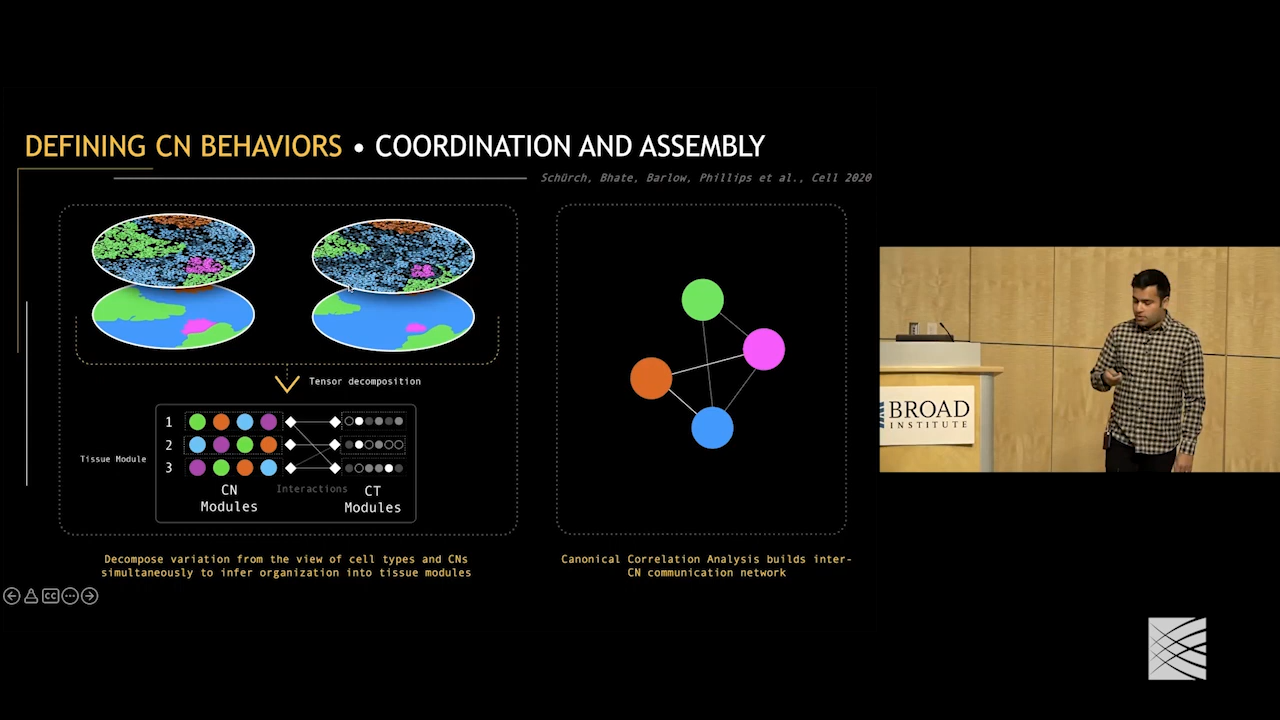 DEFINING CN BEHAVIORS • COORDINATION AND ASSEMBLY
Schürch, Bhate, Barlow, Phillips et al., Cell 2020
Tensor decomposition
Tissue Module
1
2
3
CN
Modules
Interactions
CT
Modules
Decompose variation from the view of cell types and CNs
simultaneously to infer organization into tissue modules
Canonical Correlation Analysis builds inter-
CN communication network
CC
BROAD
INSTITUTE